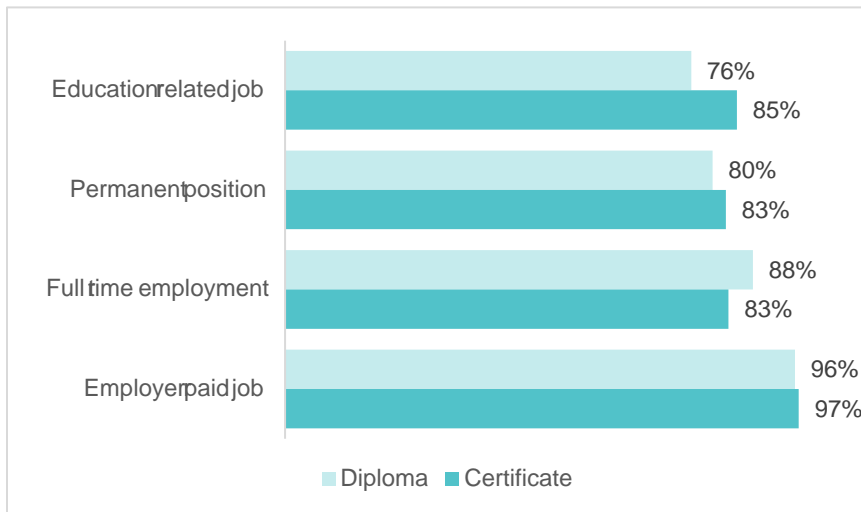 Education related job
76%
85%
Permanent position
80%
83%
Full time employment
88%
83%
Employer paid job
96%
97%
Diploma Certificate